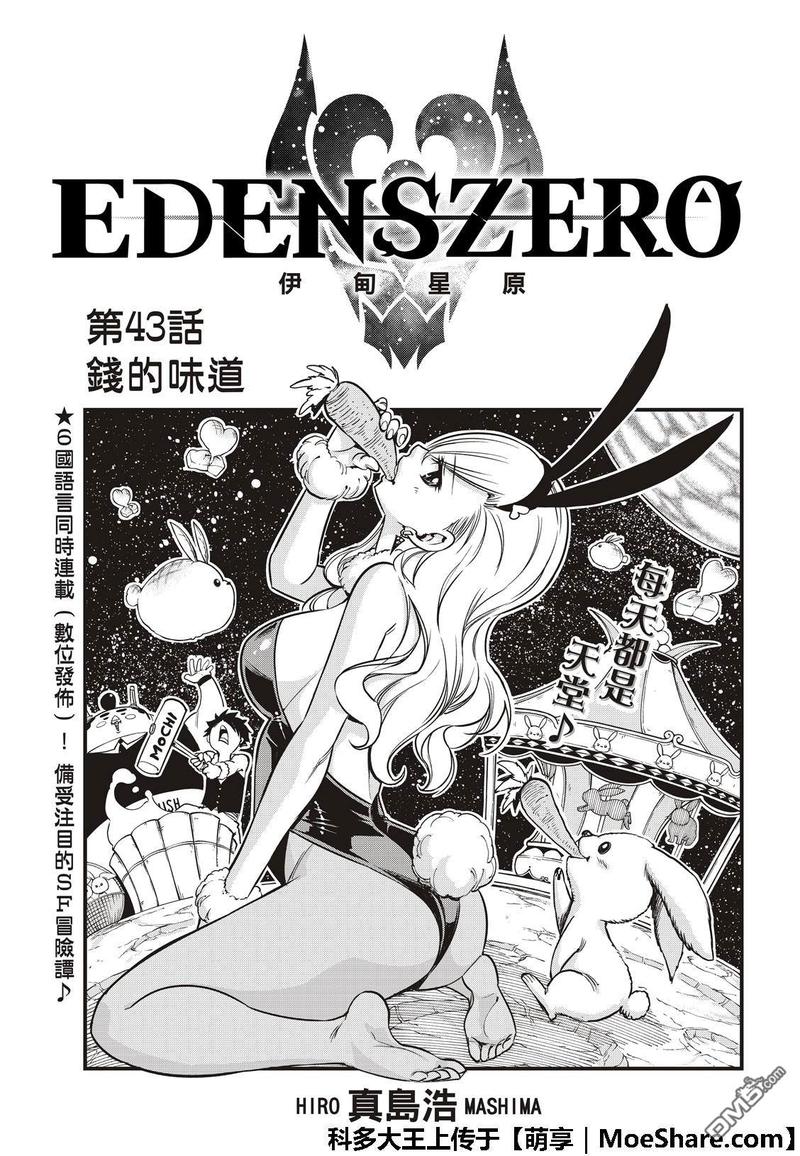 EDENSZERO
伊甸星原
第43話
錢的味道
★6國語言同時連載(數位發佈)！ 備受注目的SF冒險譚♪
每天都是
天堂♪
MOCHI
USH
HIRO 真島浩 MASHIMA
科多大王上传于【萌享｜MoeShare.com】
DM5.com